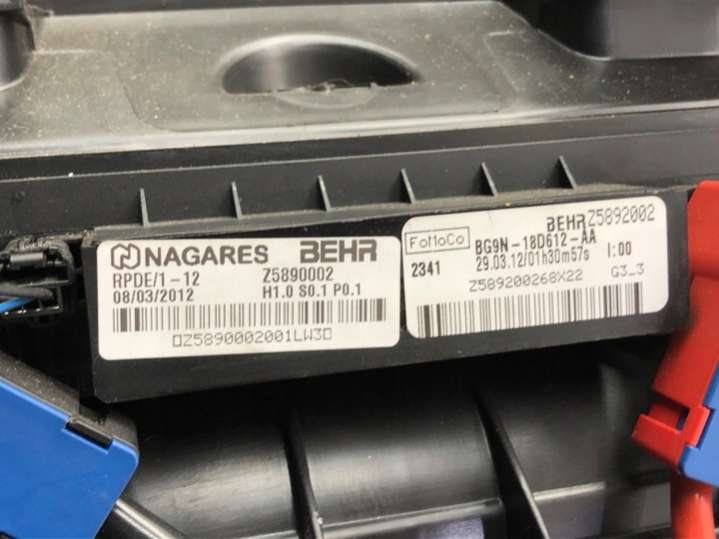 NAGARES BEHR
RPDE/1-12 Z5890002
08/03/2012 H1.0 S0.1 P0.1
▯Z5890002001LW3▯
BEHR Z5892002
FoMoCo BG9N-18D612-AA
2341 29.03.12/01h30m57s I:00
Z589200268X22 G3_3